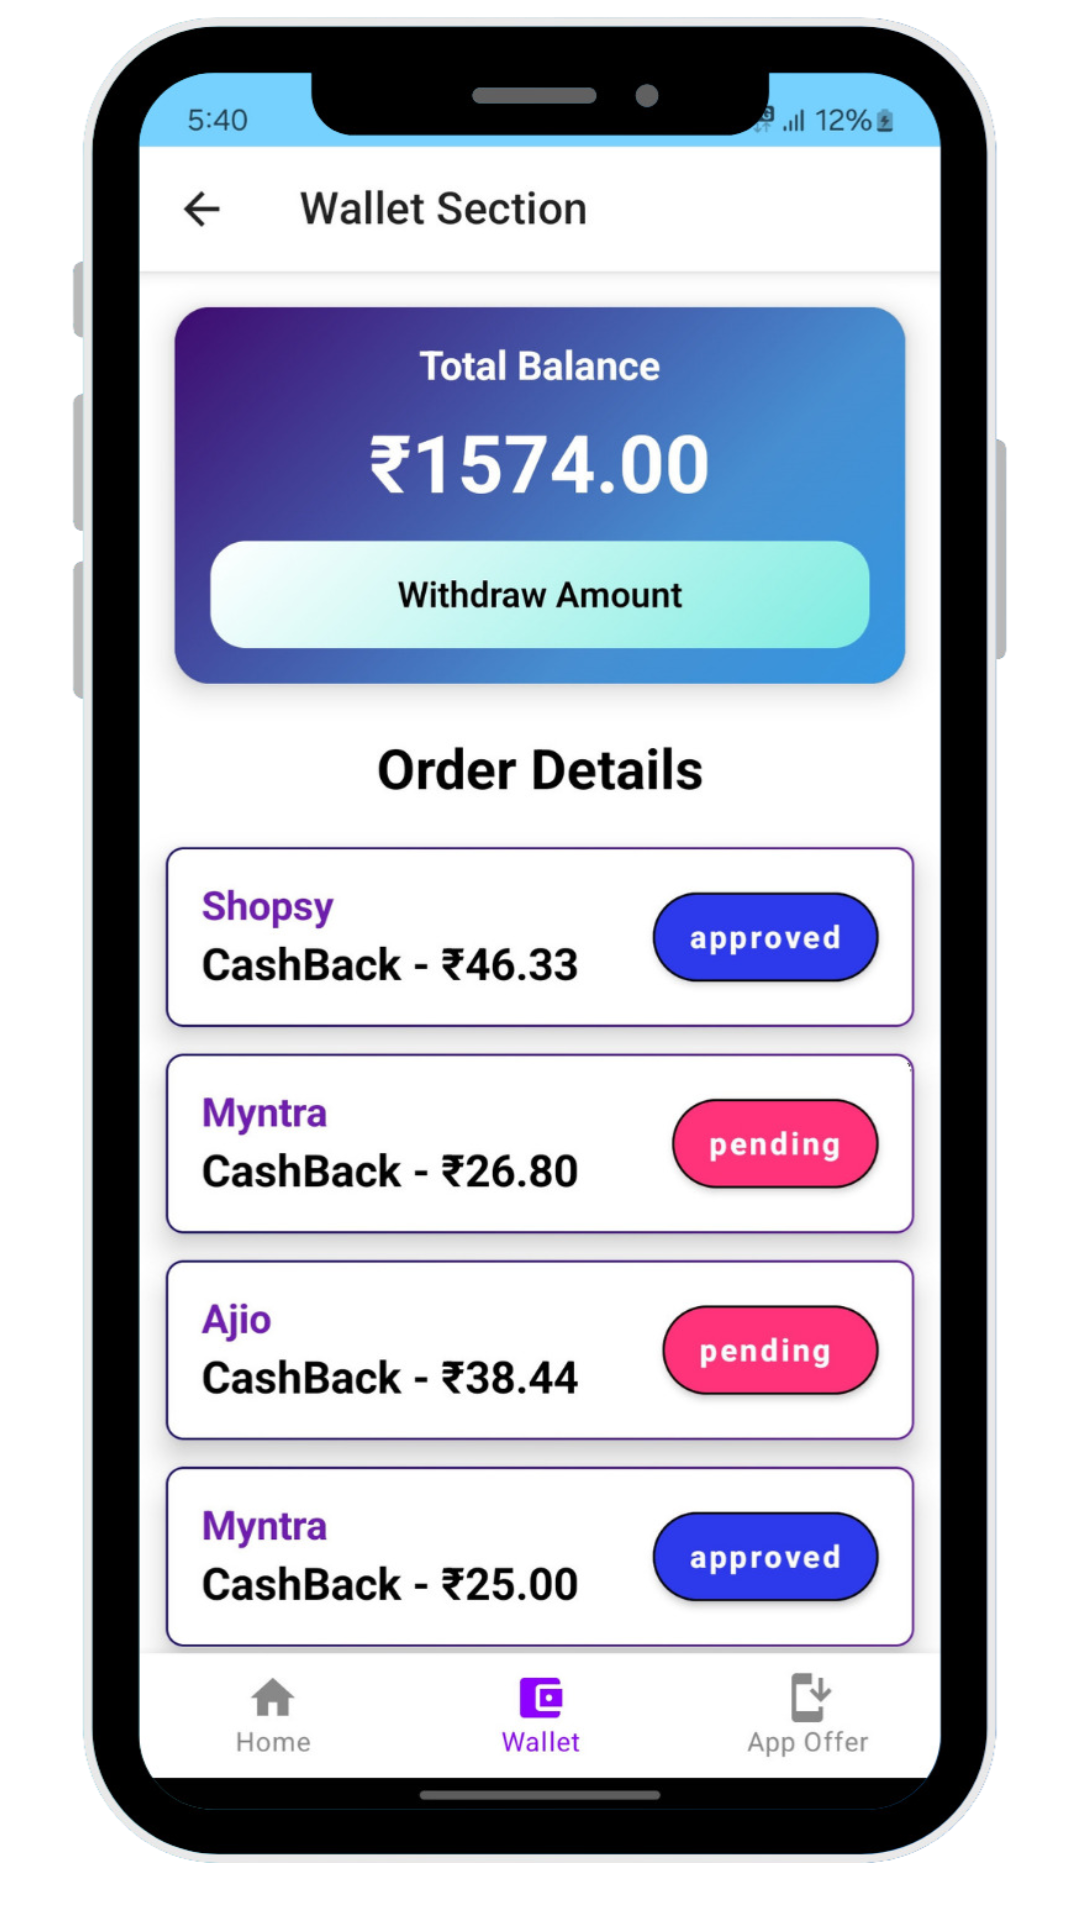 5:40
12%
Wallet Section
Total Balance
₹1574.00
Withdraw Amount
Order Details
Shopsy
CashBack - ₹46.33
approved
Myntra
CashBack - ₹26.80
pending
Ajio
CashBack - ₹38.44
pending
Myntra
CashBack - ₹25.00
approved
Home
Wallet
App Offer